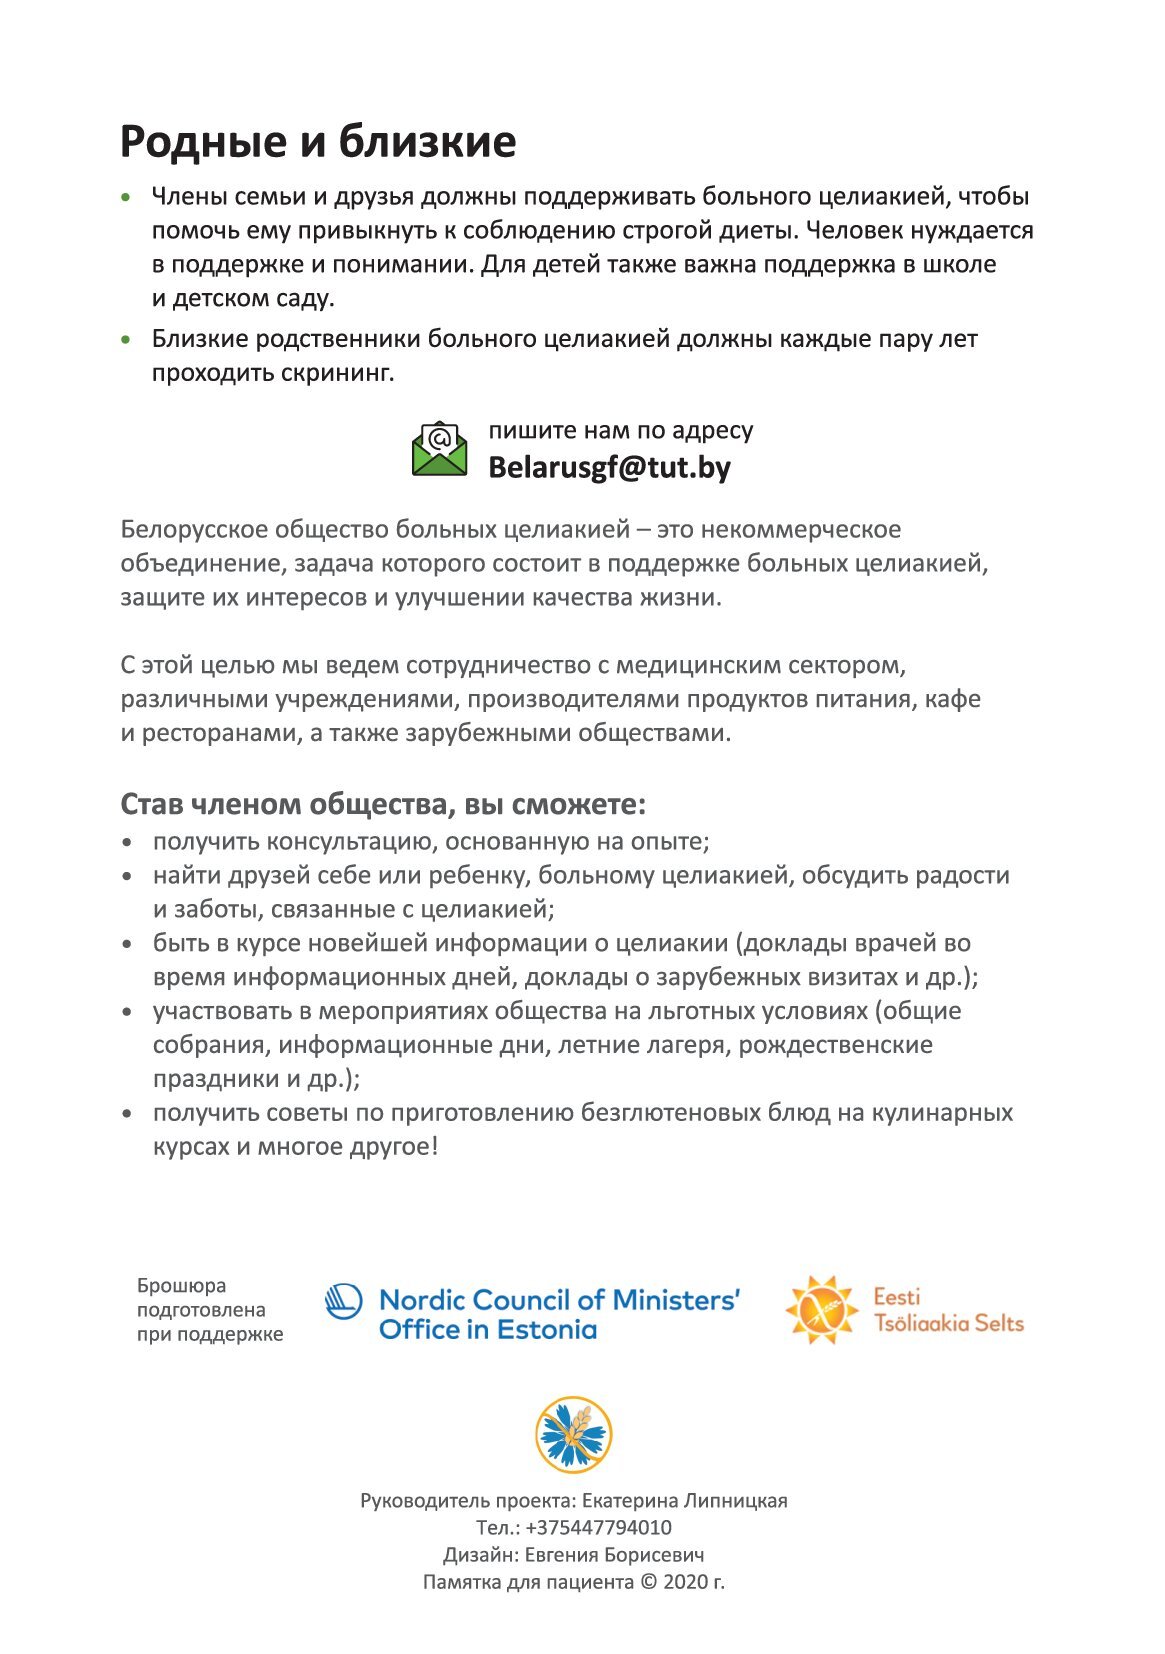 Родные и близкие
• Члены семьи и друзья должны поддерживать больного целиакией, чтобы
помочь ему привыкнуть к соблюдению строгой диеты. Человек нуждается
в поддержке и понимании. Для детей также важна поддержка в школе
и детском саду.
• Близкие родственники больного целиакией должны каждые пару лет
проходить скрининг.
@
пишите нам по адресу
Belarusgf@tut.by
Белорусское общество больных целиакией – это некоммерческое
объединение, задача которого состоит в поддержке больных целиакией,
защите их интересов и улучшении качества жизни.
С этой целью мы ведем сотрудничество с медицинским сектором,
различными учреждениями, производителями продуктов питания, кафе
и ресторанами, а также зарубежными обществами.
Став членом общества, вы сможете:
• получить консультацию, основанную на опыте;
• найти друзей себе или ребенку, больному целиакией, обсудить радости
и заботы, связанные с целиакией;
• быть в курсе новейшей информации о целиакии (доклады врачей во
время информационных дней, доклады о зарубежных визитах и др.);
• участвовать в мероприятиях общества на льготных условиях (общие
собрания, информационные дни, летние лагеря, рождественские
праздники и др.);
• получить советы по приготовлению безглютеновых блюд на кулинарных
курсах и многое другое!
Брошюра
подготовлена
при поддержке
Nordic Council of Ministers'
Office in Estonia
Eesti
Tsöliaakia Selts
Руководитель проекта: Екатерина Липницкая
Тел.: +375447794010
Дизайн: Евгения Борисевич
Памятка для пациента © 2020 г.